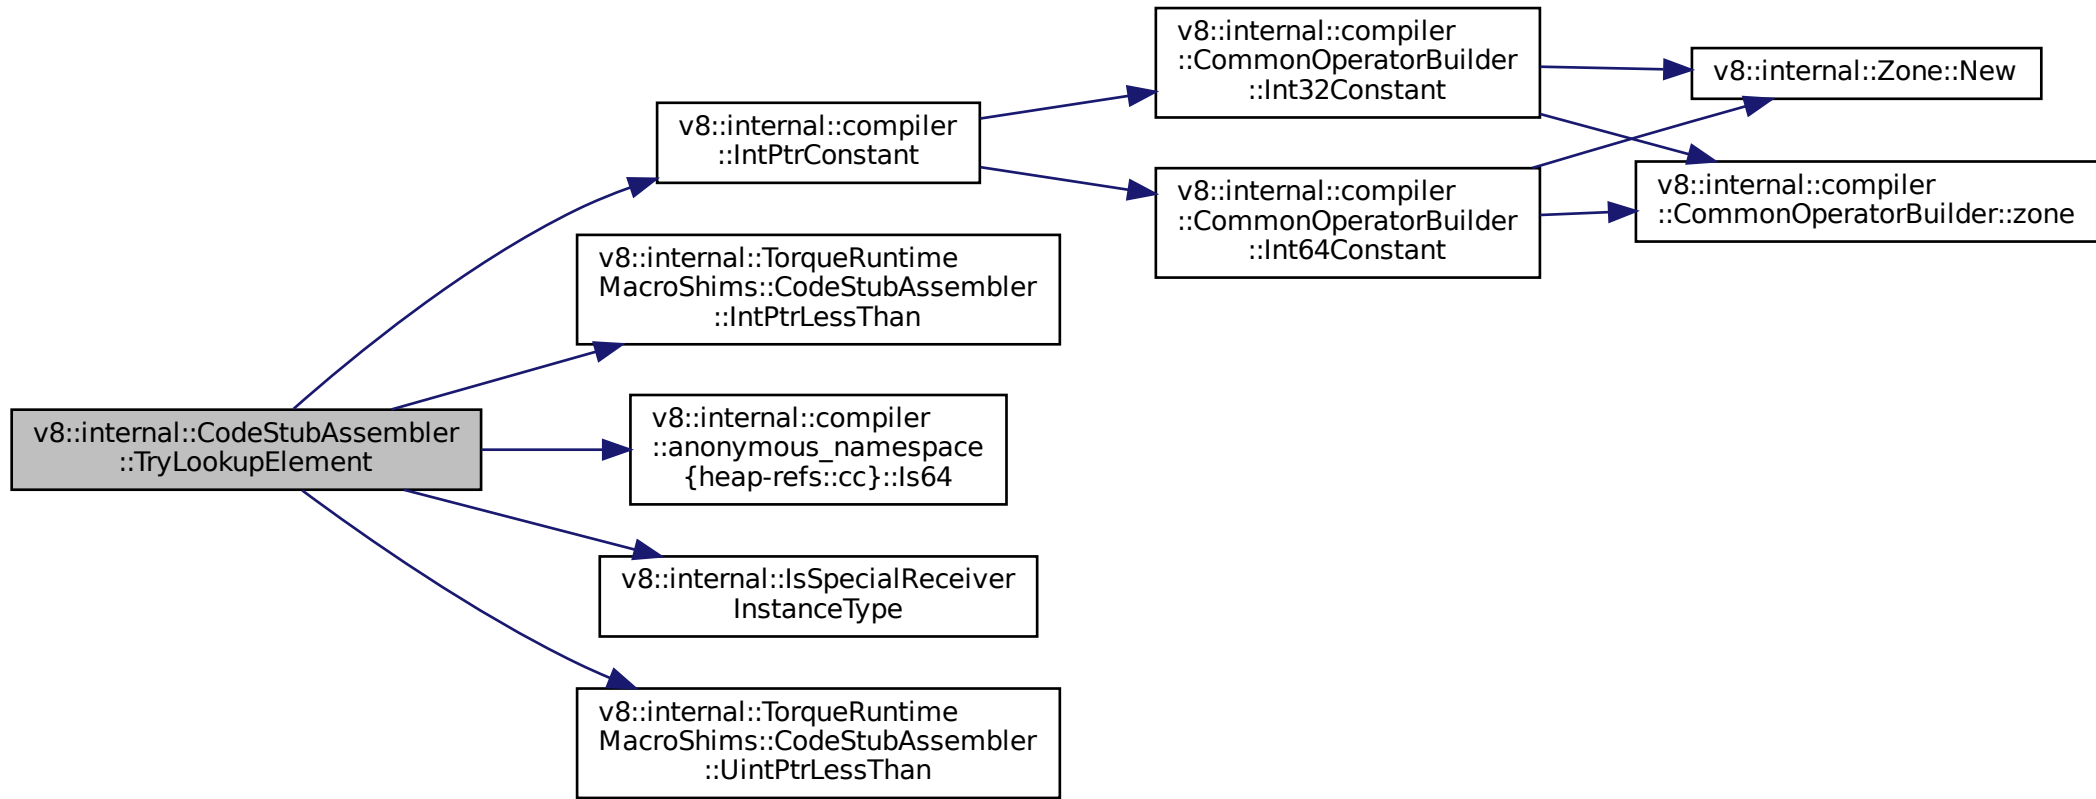 v8::internal::CodeStubAssembler
::TryLookupElement
v8::internal::compiler
::IntPtrConstant
v8::internal::TorqueRuntime
MacroShims::CodeStubAssembler
::IntPtrLessThan
v8::internal::compiler
::anonymous_namespace
{heap-refs::cc}::Is64
v8::internal::IsSpecialReceiver
InstanceType
v8::internal::TorqueRuntime
MacroShims::CodeStubAssembler
::UintPtrLessThan
v8::internal::compiler
::CommonOperatorBuilder
::Int32Constant
v8::internal::compiler
::CommonOperatorBuilder
::Int64Constant
v8::internal::Zone::New
v8::internal::compiler
::CommonOperatorBuilder::zone